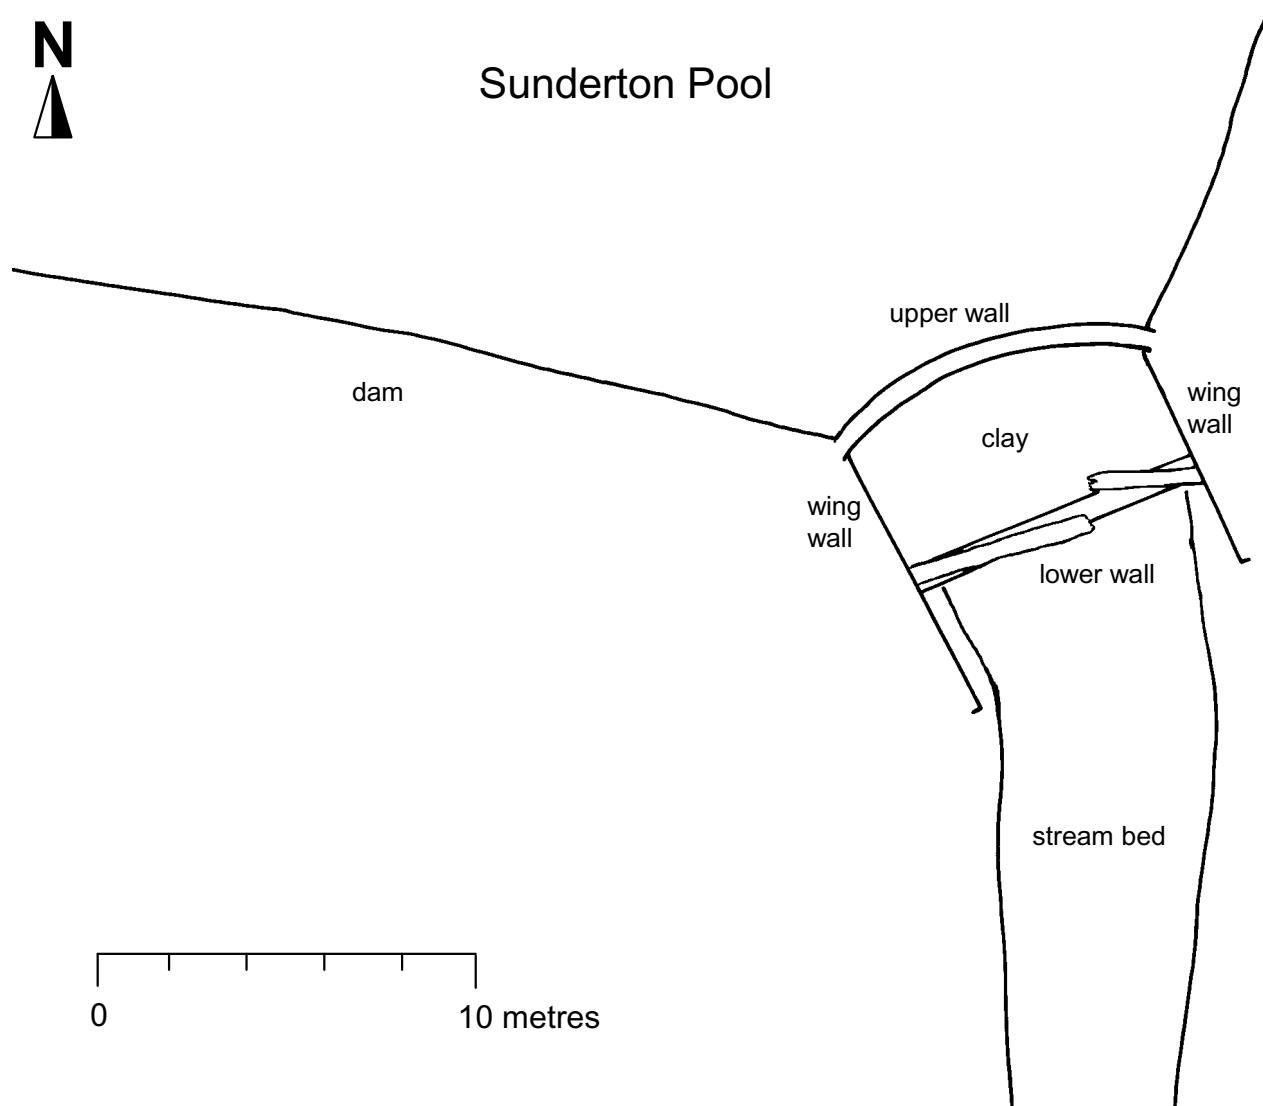 N
Sunderton Pool
upper wall
dam
wing
wall
clay
wing
wall
lower wall
stream bed
0
10 metres